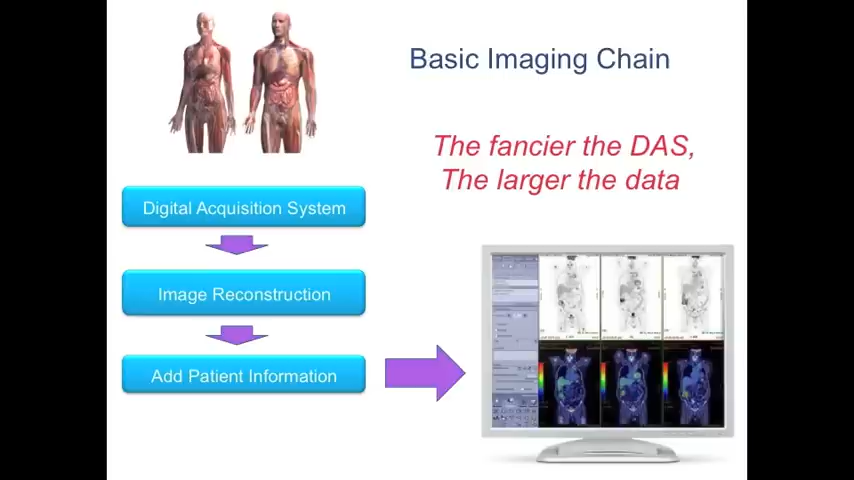 Basic Imaging Chain
The fancier the DAS,
The larger the data
Digital Acquisition System
Image Reconstruction
Add Patient Information